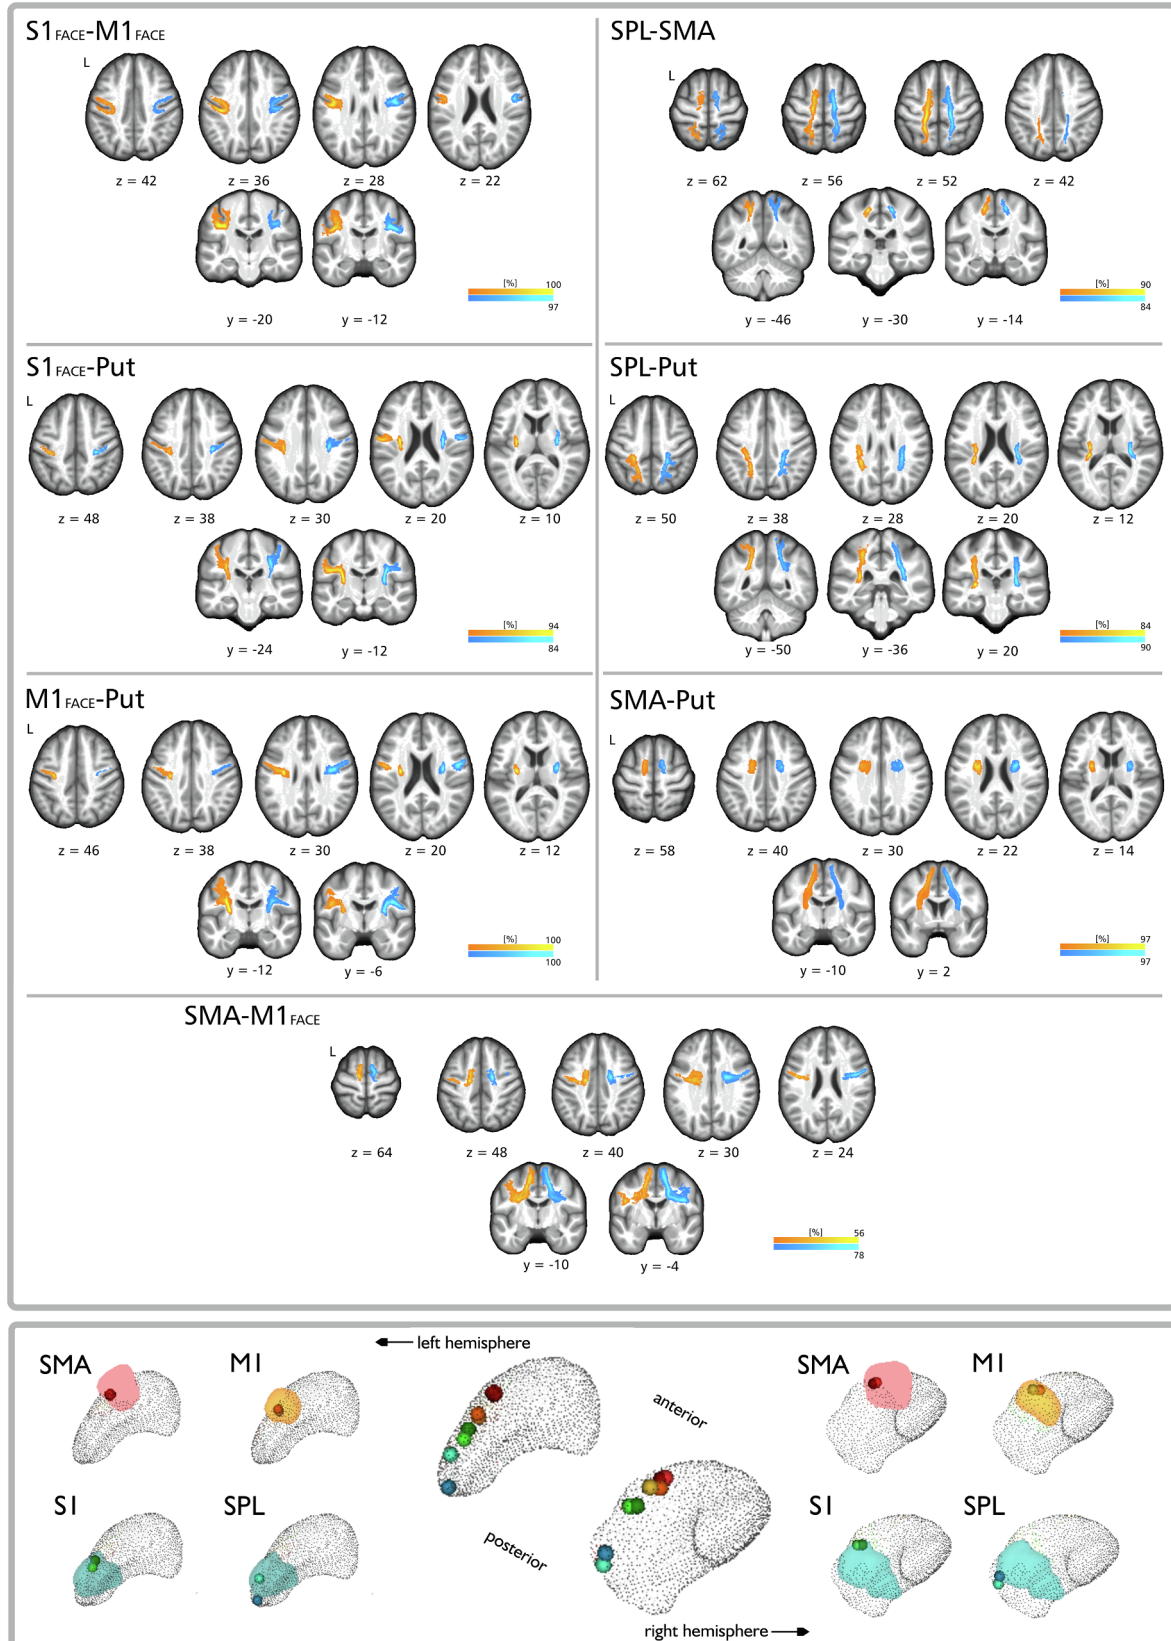 S1FACE-M1FACE
L
z = 42 z = 36 z = 28 z = 22
[%] 100
97
y = -20 y = -12
SPL-SMA
L
z = 62 z = 56 z = 52 z = 42
[%] 90
84
y = -46 y = -30 y = -14
S1FACE-Put
L
z = 48 z = 38 z = 30 z = 20 z = 10
[%] 94
84
y = -24 y = -12
SPL-Put
L
z = 50 z = 38 z = 28 z = 20 z = 12
[%] 84
90
y = -50 y = -36 y = 20
M1FACE-Put
L
z = 46 z = 38 z = 30 z = 20 z = 12
[%] 100
100
y = -12 y = -6
SMA-Put
L
z = 58 z = 40 z = 30 z = 22 z = 14
[%] 97
97
y = -10 y = 2
SMA-M1FACE
L
z = 64 z = 48 z = 40 z = 30 z = 24
[%] 56
78
y = -10 y = -4
left hemisphere
SMA MI
SI SPL
anterior
posterior
SMA MI
SI SPL
right hemisphere